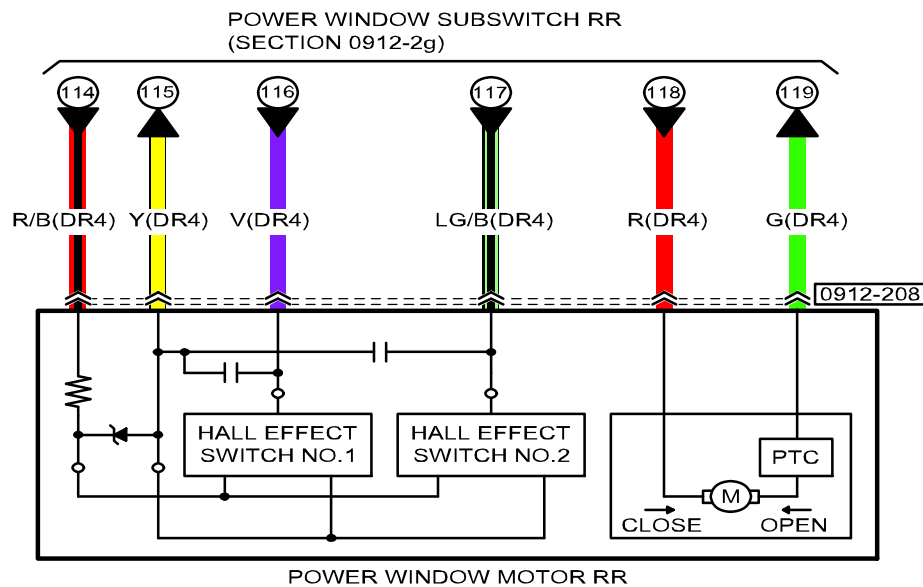 POWER WINDOW SUBSWITCH RR
(SECTION 0912-2g)
114 115 116 117 118 119
R/B(DR4) Y(DR4) V(DR4) LG/B(DR4) R(DR4) G(DR4)
0912-208
HALL EFFECT
SWITCH NO.1
HALL EFFECT
SWITCH NO.2
PTC
M
CLOSE OPEN
POWER WINDOW MOTOR RR